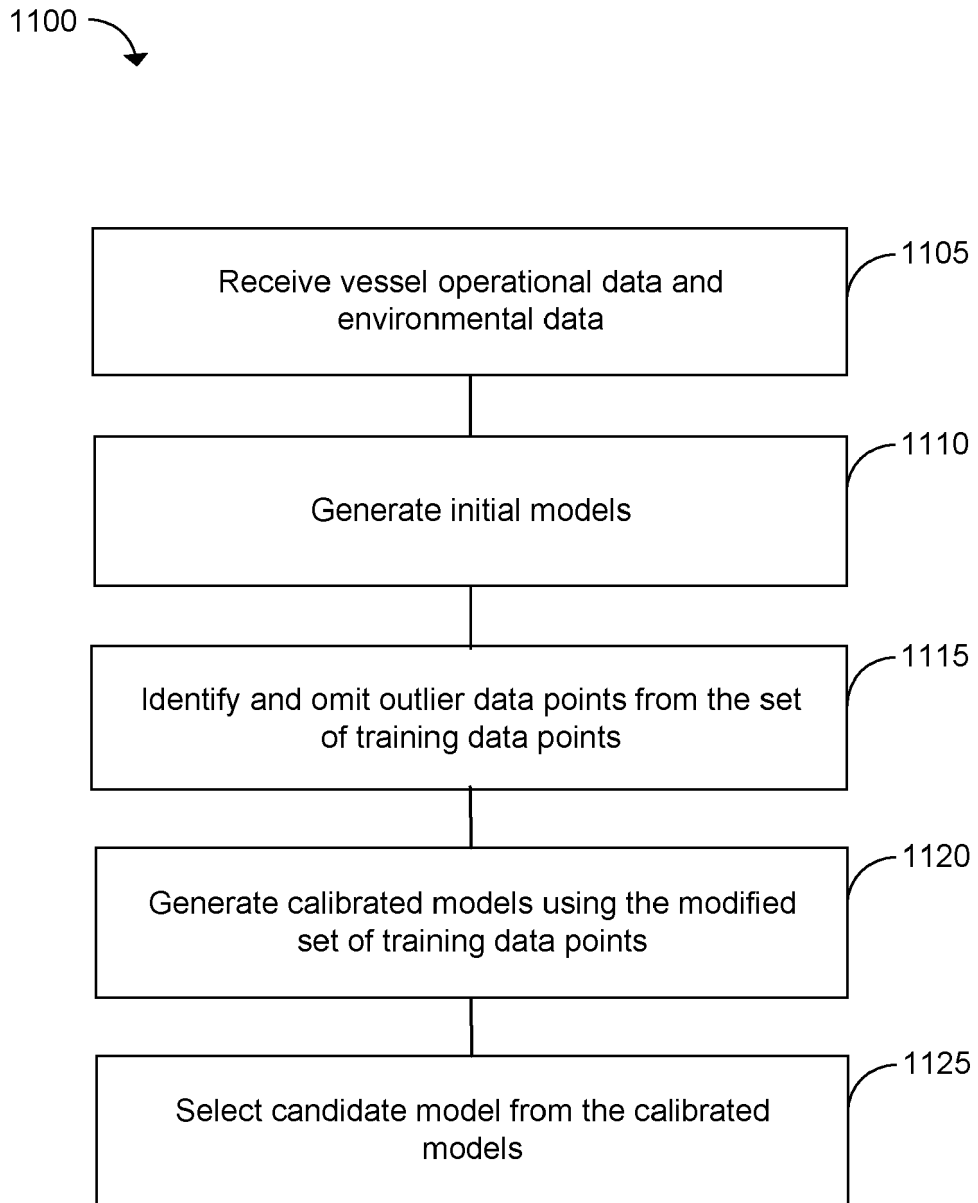 1100
1105
Receive vessel operational data and
environmental data
1110
Generate initial models
1115
Identify and omit outlier data points from the set
of training data points
1120
Generate calibrated models using the modified
set of training data points
1125
Select candidate model from the calibrated
models